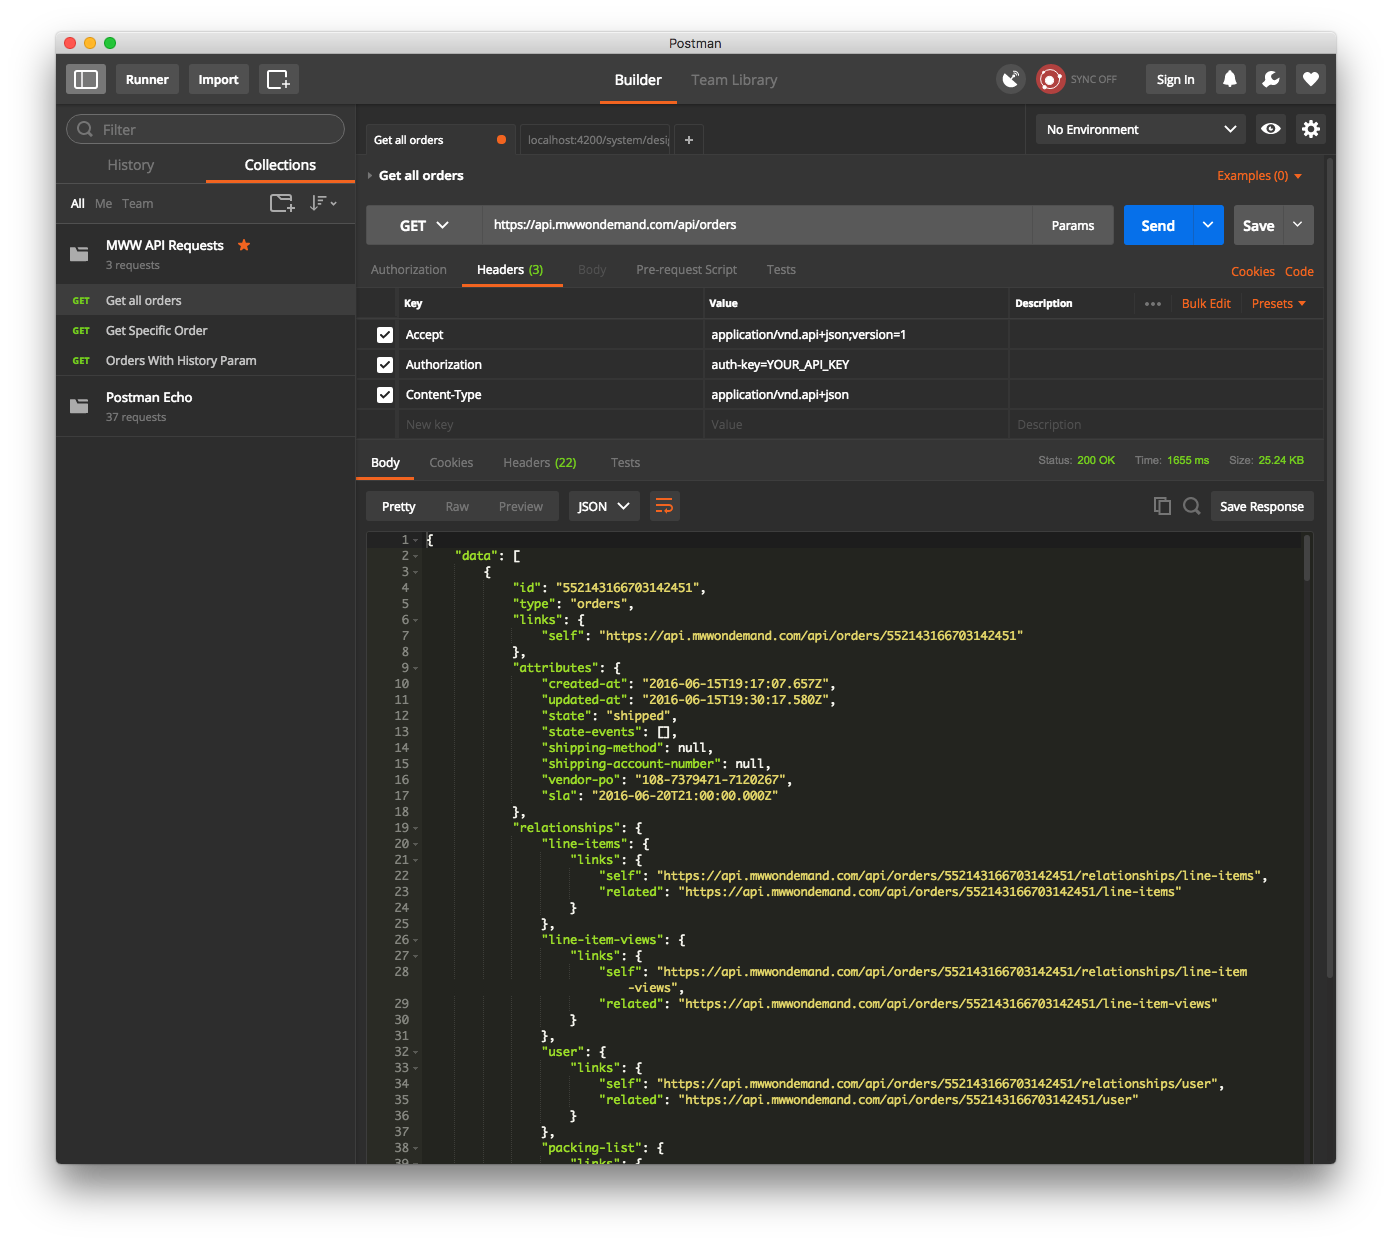 Postman
Runner Import Builder Team Library SYNC OFF Sign In
Filter
History Collections
All Me Team
MWW API Requests
3 requests
GET Get all orders
GET Get Specific Order
GET Orders With History Param
Postman Echo
37 requests
Get all orders localhost:4200/system/desi + No Environment
Get all orders Examples (0)
GET https://api.mwwondemand.com/api/orders Params Send Save
Authorization Headers (3) Body Pre-request Script Tests Cookies Code
Key Value Description ••• Bulk Edit Presets
Accept application/vnd.api+json;version=1
Authorization auth-key=YOUR_API_KEY
Content-Type application/vnd.api+json
New key Value Description
Body Cookies Headers (22) Tests Status: 200 OK Time: 1655 ms Size: 25.24 KB
Pretty Raw Preview JSON Save Response
1 {
2 "data": [
3 {
4 "id": "552143166703142451",
5 "type": "orders",
6 "links": {
7 "self": "https://api.mwwondemand.com/api/orders/552143166703142451"
8 },
9 "attributes": {
10 "created-at": "2016-06-15T19:17:07.657Z",
11 "updated-at": "2016-06-15T19:30:17.580Z",
12 "state": "shipped",
13 "state-events": [],
14 "shipping-method": null,
15 "shipping-account-number": null,
16 "vendor-po": "108-7379471-7120267",
17 "sla": "2016-06-20T21:00:00.000Z"
18 },
19 "relationships": {
20 "line-items": {
21 "links": {
22 "self": "https://api.mwwondemand.com/api/orders/552143166703142451/relationships/line-items",
23 "related": "https://api.mwwondemand.com/api/orders/552143166703142451/line-items"
24 }
25 },
26 "line-item-views": {
27 "links": {
28 "self": "https://api.mwwondemand.com/api/orders/552143166703142451/relationships/line-item
-views",
29 "related": "https://api.mwwondemand.com/api/orders/552143166703142451/line-item-views"
30 }
31 },
32 "user": {
33 "links": {
34 "self": "https://api.mwwondemand.com/api/orders/552143166703142451/relationships/user",
35 "related": "https://api.mwwondemand.com/api/orders/552143166703142451/user"
36 }
37 },
38 "packing-list": {
39 "links": {